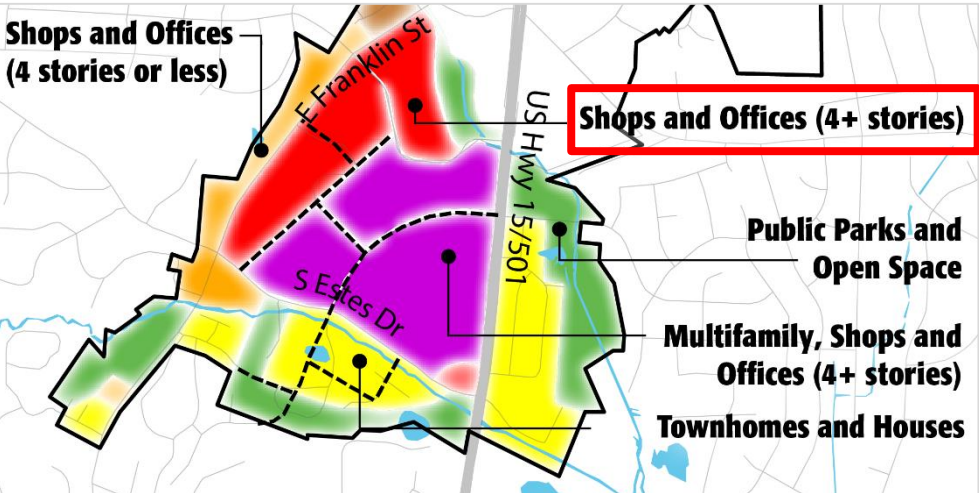 Shops and Offices
(4 stories or less)
E Franklin St
US Hwy 15/501
Shops and Offices (4+ stories)
Public Parks and
Open Space
S Estes Dr
Multifamily, Shops and
Offices (4+ stories)
Townhomes and Houses